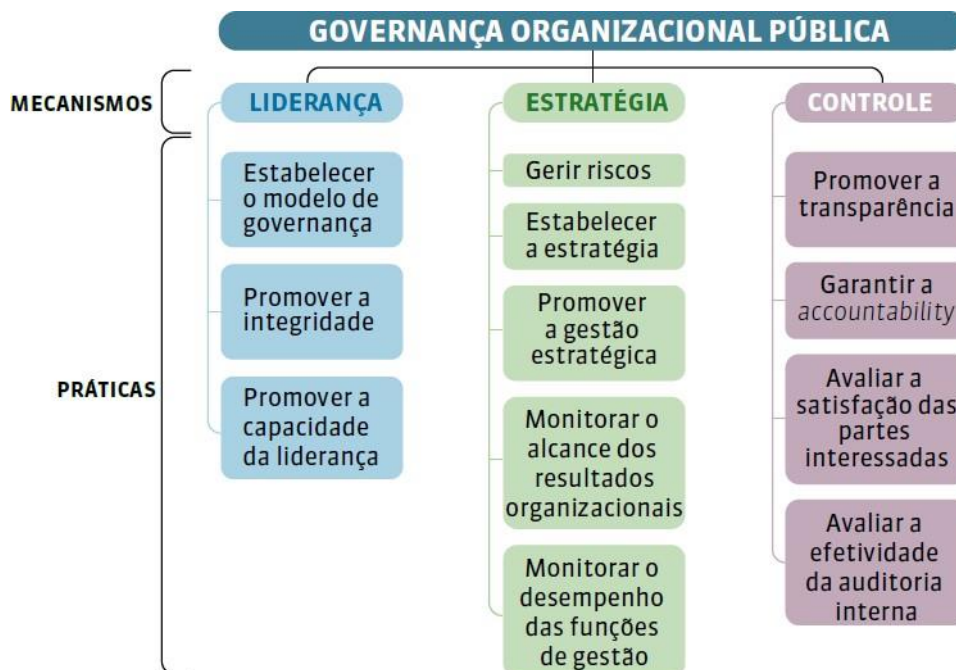 GOVERNANÇA ORGANIZACIONAL PÚBLICA
MECANISMOS
LIDERANÇA
ESTRATÉGIA
CONTROLE
PRÁTICAS
Estabelecer
o modelo de
governança
Promover a
integridade
Promover a
capacidade
da liderança
Gerir riscos
Estabelecer
a estratégia
Promover
a gestão
estratégica
Monitorar o
alcance dos
resultados
organizacionais
Monitorar o
desempenho
das funções
de gestão
Promover a
transparência
Garantir a
accountability
Avaliar a
satisfação das
partes
interessadas
Avaliar a
efetividade
da auditoria
interna